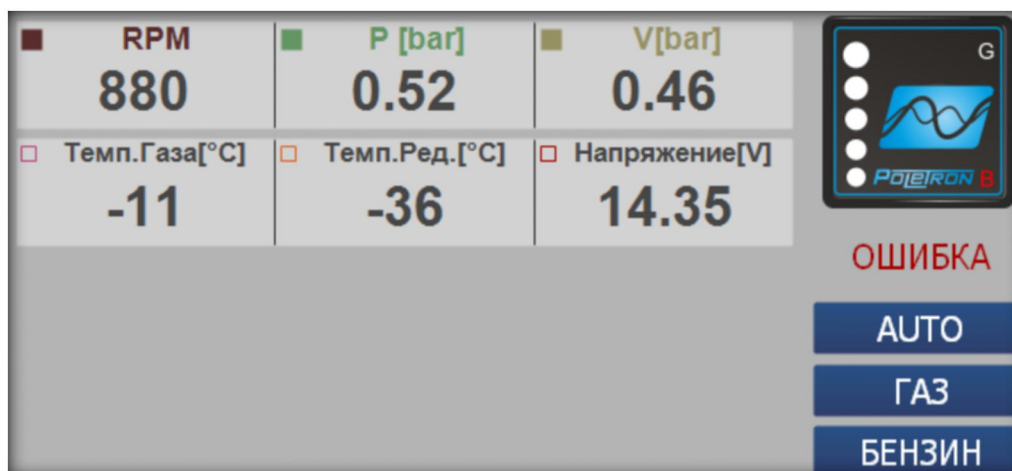 RPM P [bar] V[bar]
880 0.52 0.46
Темп.Газа[°C] Темп.Ред.[°C] Напряжение[V]
-11 -36 14.35
G
POLETRON B
ОШИБКА
AUTO
ГАЗ
БЕНЗИН